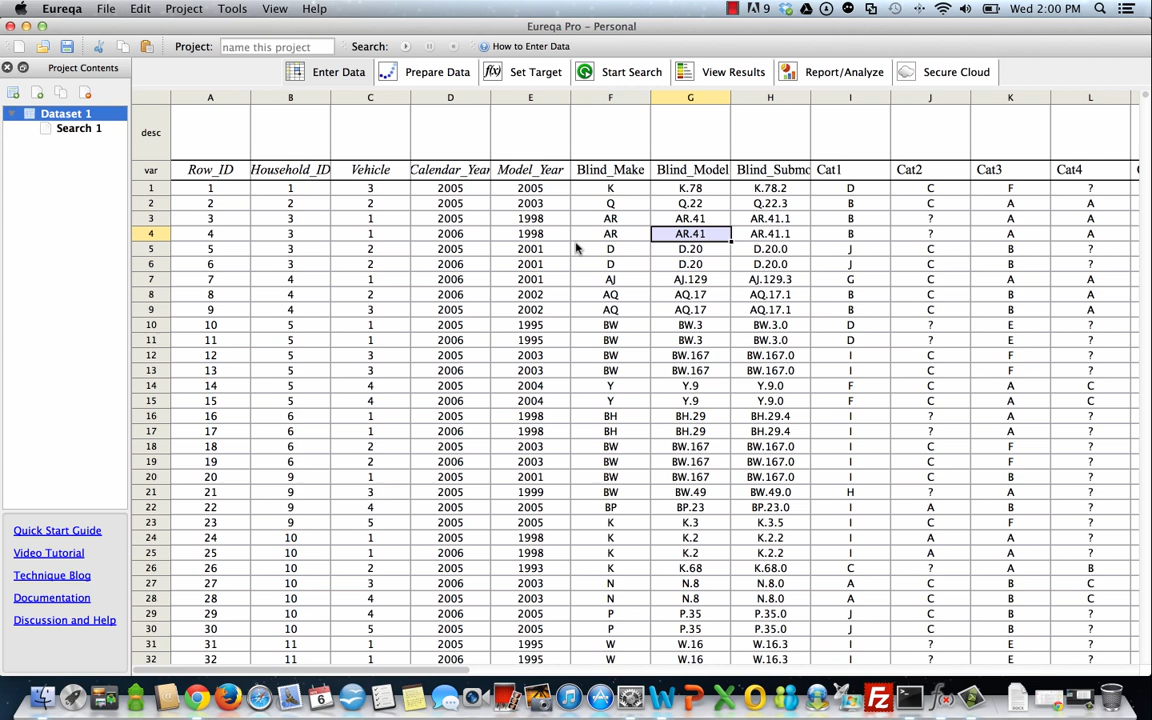 Eureqa File Edit Project Tools View Help 9 Wed 2:00 PM
Eureqa Pro - Personal
Project: name this project Search: How to Enter Data
Project Contents Enter Data Prepare Data f(x) Set Target Start Search View Results Report/Analyze Secure Cloud
Dataset 1
Search 1
A B C D E F G H I J K L
desc
var Row_ID Household_ID Vehicle Calendar_Year Model_Year Blind_Make Blind_Model Blind_Submo Cat1 Cat2 Cat3 Cat4
1 1 1 3 2005 2005 K K.78 K.78.2 D C F ?
2 2 2 2 2005 2003 Q Q.22 Q.22.3 B C A A
3 3 3 1 2005 1998 AR AR.41 AR.41.1 B ? A A
4 4 3 1 2006 1998 AR AR.41 AR.41.1 B ? A A
5 5 3 2 2005 2001 D D.20 D.20.0 J C B ?
6 6 3 2 2006 2001 D D.20 D.20.0 J C B ?
7 7 4 1 2006 2002 AJ AJ.129 AJ.129.3 G C A A
8 8 4 2 2006 2002 AQ AQ.17 AQ.17.1 B C B A
9 9 4 3 2005 2002 AQ AQ.17 AQ.17.1 B C B A
10 10 5 1 2005 1995 BW BW.3 BW.3.0 D ? E ?
11 11 5 1 2006 1995 BW BW.3 BW.3.0 D ? E ?
12 12 5 3 2005 2003 BW BW.167 BW.167.0 I C F ?
13 13 5 3 2006 2003 BW BW.167 BW.167.0 I C F ?
14 14 5 4 2005 2004 Y Y.9 Y.9.0 F C A C
15 15 5 4 2006 2004 Y Y.9 Y.9.0 F C A C
16 16 6 1 2005 1998 BH BH.29 BH.29.4 I ? A ?
17 17 6 1 2006 1998 BH BH.29 BH.29.4 I ? A ?
18 18 6 2 2005 2003 BW BW.167 BW.167.0 I C F ?
19 19 6 2 2006 2003 BW BW.167 BW.167.0 I C F ?
20 20 9 1 2005 2001 BW BW.167 BW.167.0 I C B ?
21 21 9 3 2005 1999 BW BW.49 BW.49.0 H ? A ?
22 22 9 4 2005 2005 BP BP.23 BP.23.0 I A B ?
23 23 9 5 2005 2003 K K.3 K.3.5 I C F ?
24 24 10 1 2005 1998 K K.2 K.2.2 I A A ?
25 25 10 1 2006 1998 K K.2 K.2.2 I A A ?
26 26 10 2 2005 1993 K K.68 K.68.0 C ? A B
27 27 10 3 2006 2003 N N.8 N.8.0 A C B C
28 28 10 4 2006 2003 N N.8 N.8.0 A C B C
29 29 10 4 2006 2005 P P.35 P.35.0 J C B ?
30 30 10 5 2005 2005 P P.35 P.35.0 J C B ?
31 31 11 1 2005 1995 W W.16 W.16.3 I ? E ?
32 32 11 1 2006 1995 W W.16 W.16.3 I ? E ?
Quick Start Guide
Video Tutorial
Technique Blog
Documentation
Discussion and Help